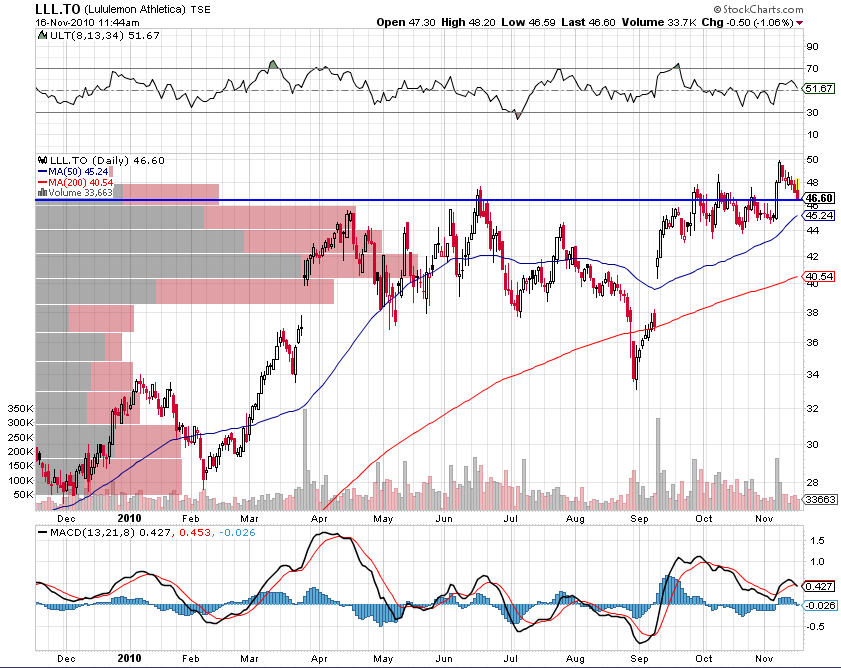 LLL.TO (Lululemon Athletica) TSE © StockCharts.com
16-Nov-2010 11:44am Open 47.30 High 48.20 Low 46.59 Last 46.60 Volume 33.7K Chg -0.50 (-1.06%)
ULT(8,13,34) 51.67
90
70
51.67
30
10
LLL.TO (Daily) 46.60
MA(50) 45.24
MA(200) 40.54
Volume 33,663
50
48
46.60
46
45.24
44
42
40.54
40
38
36
34
32
30
28
350K
300K
250K
200K
150K
100K
50K
33663
Dec 2010 Feb Mar Apr May Jun Jul Aug Sep Oct Nov
MACD(13,21,8) 0.427, 0.453, -0.026
1.5
1.0
0.427
-0.026
-0.5
Dec 2010 Feb Mar Apr May Jun Jul Aug Sep Oct Nov